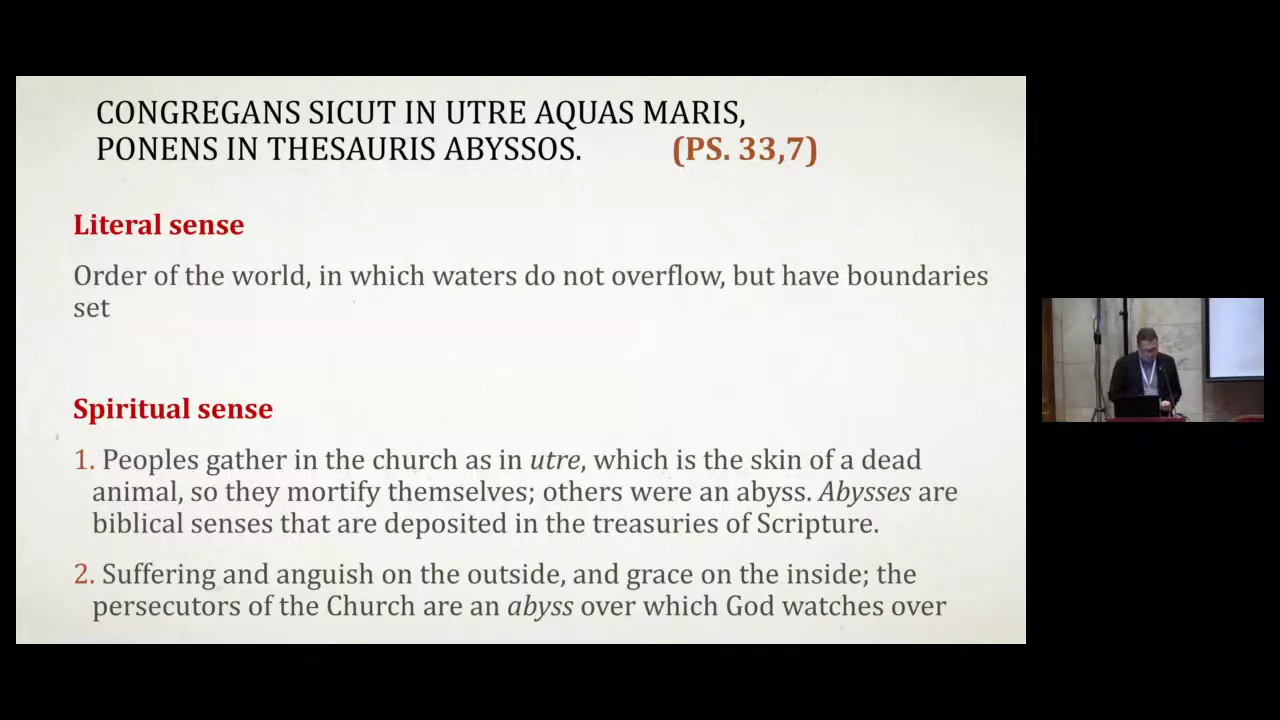 CONGREGANS SICUT IN UTRE AQUAS MARIS,
PONENS IN THESAURIS ABYSSOS. (PS. 33,7)
Literal sense
Order of the world, in which waters do not overflow, but have boundaries
set
Spiritual sense
1. Peoples gather in the church as in utre, which is the skin of a dead
animal, so they mortify themselves; others were an abyss. Abysses are
biblical senses that are deposited in the treasuries of Scripture.
2. Suffering and anguish on the outside, and grace on the inside; the
persecutors of the Church are an abyss over which God watches over